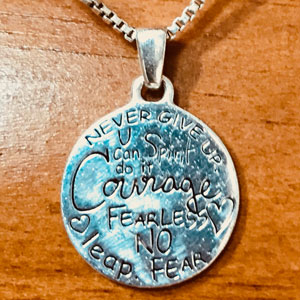 NEVER GIVE UP
U can Spirit
do it
Courage
FEARLESS
NO
leap FEAR